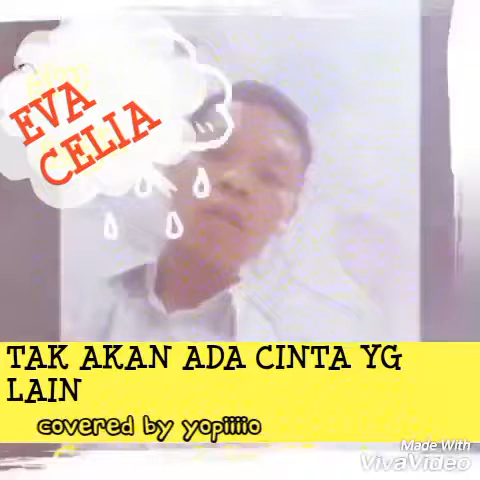 EVA
CELIA
TAK AKAN ADA CINTA YG
LAIN
covered by yopiiiio
Made With
VivaVideo